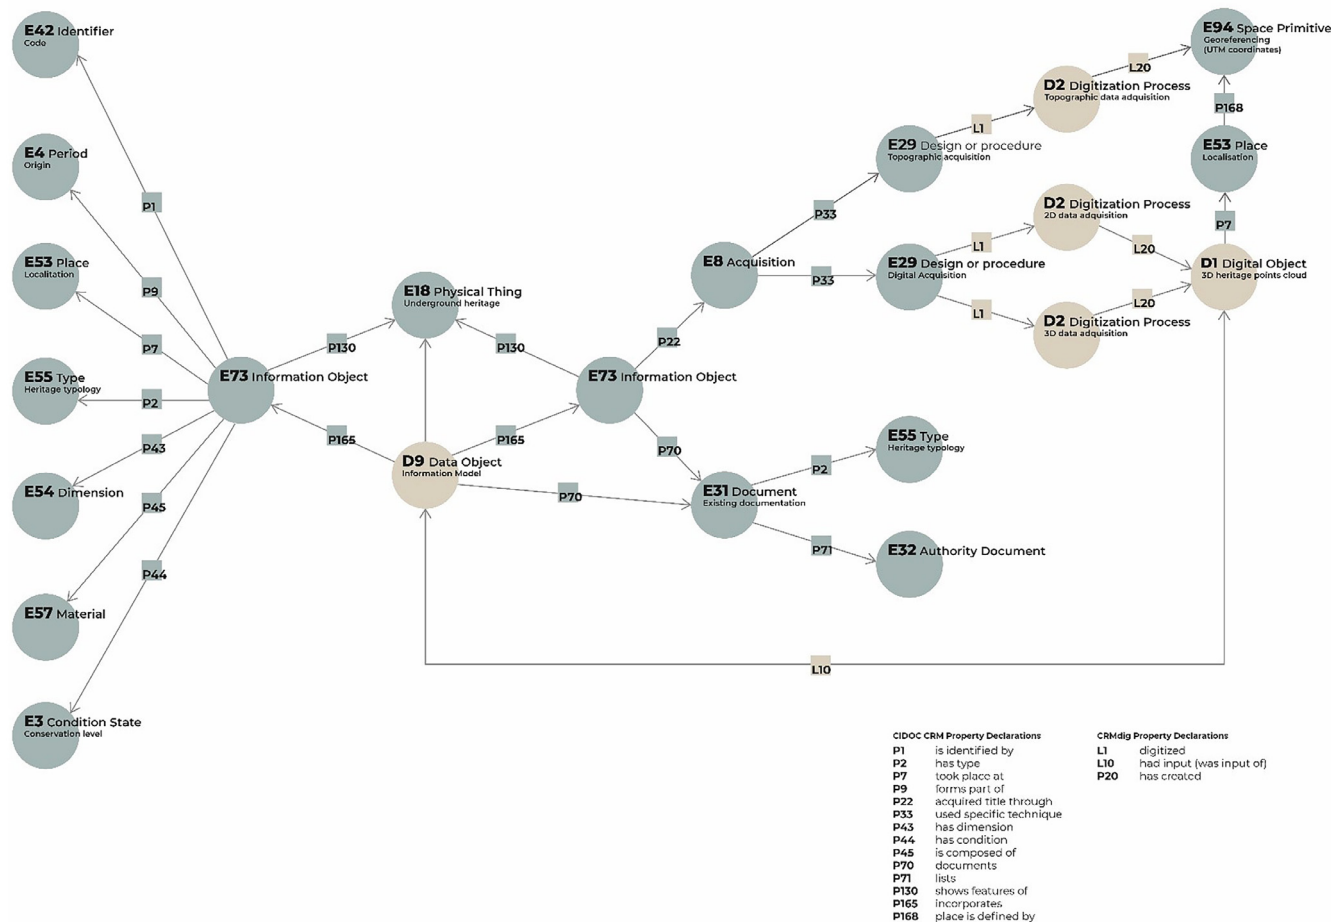 E42 Identifier
Code
E4 Period
Origin
E53 Place
Localitation
E55 Type
Heritage typology
E54 Dimension
E57 Material
E3 Condition State
Conservation level
P1
P9
P7
P2
P43
P45
P44
E73 Information Object
P130
P165
E18 Physical Thing
Underground heritage
D9 Data Object
Information Model
P130
P165
P70
E73 Information Object
P22
P70
E8 Acquisition
E31 Document
Existing documentation
P33
P33
P2
P71
E29 Design or procedure
Topographic acquisition
E29 Design or procedure
Digital Acquisition
E55 Type
Heritage typology
E32 Authority Document
L1
L1
L1
D2 Digitization Process
Topographic data adquisition
D2 Digitization Process
2D data adquisition
D2 Digitization Process
3D data adquisition
L20
L20
L20
E94 Space Primitive
Georeferencing
(UTM coordinates)
P168
E53 Place
Localisation
P7
D1 Digital Object
3D heritage points cloud
L10
CIDOC CRM Property Declarations
P1 is identified by
P2 has type
P7 took place at
P9 forms part of
P22 acquired title through
P33 used specific technique
P43 has dimension
P44 has condition
P45 is composed of
P70 documents
P71 lists
P130 shows features of
P165 incorporates
P168 place is defined by
CRMdig Property Declarations
L1 digitized
L10 had input (was input of)
P20 has created